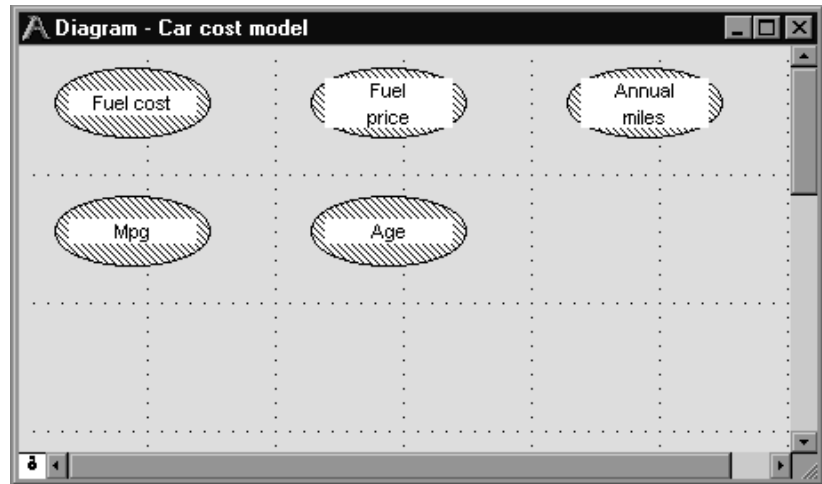 Diagram - Car cost model
Fuel cost
Fuel
price
Annual
miles
Mpg
Age